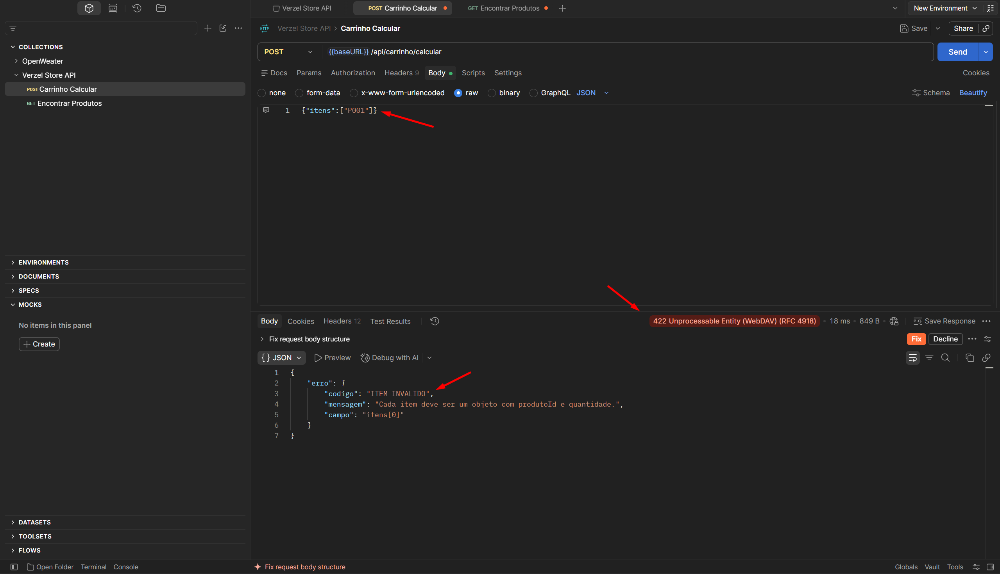 Verzel Store API
POST Carrinho Calcular
GET Encontrar Produtos
New Environment
HTTP Verzel Store API > Carrinho Calcular
Save
Share
COLLECTIONS
OpenWeater
Verzel Store API
POST Carrinho Calcular
GET Encontrar Produtos
POST {{baseURL}} /api/carrinho/calcular
Send
Docs Params Authorization Headers 9 Body Scripts Settings
Cookies
none form-data x-www-form-urlencoded raw binary GraphQL JSON
Schema Beautify
1 {"itens":["P001"]}
ENVIRONMENTS
DOCUMENTS
SPECS
MOCKS
No items in this panel
+ Create
DATASETS
TOOLSETS
FLOWS
Body Cookies Headers 12 Test Results
422 Unprocessable Entity (WebDAV) (RFC 4918) • 18 ms • 849 B
e.g. Save Response
Fix request body structure
Fix Decline
{} JSON Preview Debug with AI
1 {
2 "erro": {
3 "codigo": "ITEM_INVALIDO",
4 "mensagem": "Cada item deve ser um objeto com produtoId e quantidade.",
5 "campo": "itens[0]"
6 }
7 }
Open Folder Terminal Console
Fix request body structure
Globals Vault Tools